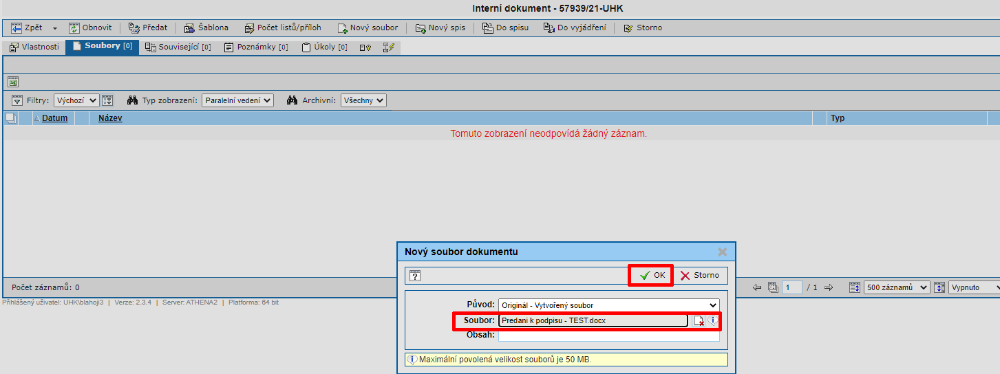 Interní dokument - 57939/21-UHK
Zpět Obnovit Předat Šablona Počet listů/příloh Nový soubor Nový spis Do spisu Do vyjádření Storno
Vlastnosti Soubory [0] Související [0] Poznámky [0] Úkoly [0]
Filtry: Výchozí Typ zobrazení: Paralelní vedení Archivní: Všechny
Datum Název Typ
Tomuto zobrazení neodpovídá žádný záznam.
Nový soubor dokumentu
? OK Storno
Počet záznamů: 0 1 / 1 500 záznamů Vypnuto
Přihlášený uživatel: UHK\blahoji3 | Verze: 2.3.4 | Server: ATHENA2 | Platforma: 64 bit
Původ: Originál - Vytvořený soubor
Soubor: Predani k podpisu - TEST.docx
Obsah:
Maximální povolená velikost souborů je 50 MB.